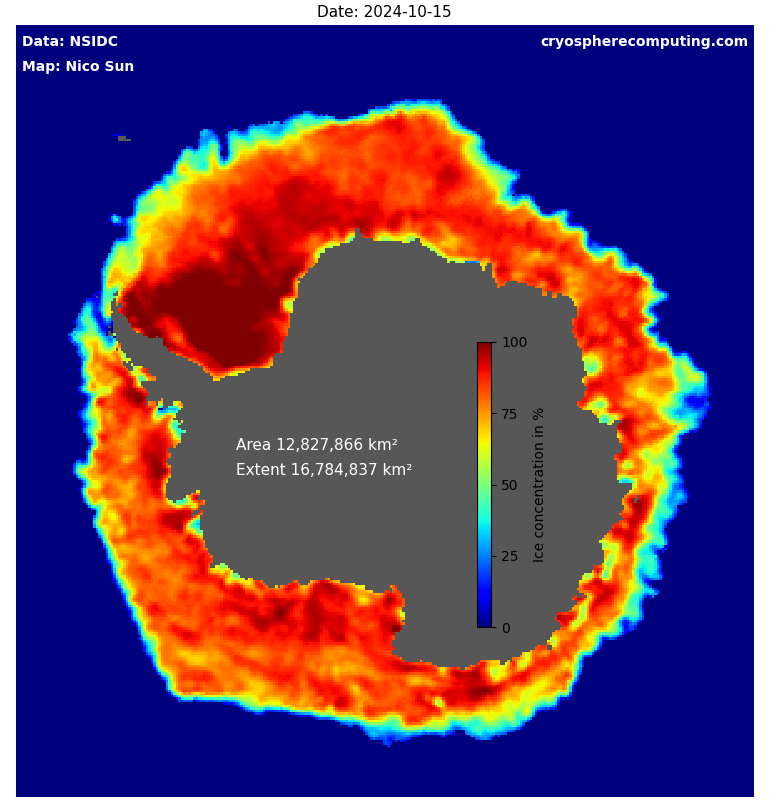 Date: 2024-10-15
Data: NSIDC
cryospherecomputing.com
Map: Nico Sun
100
75
50
25
0
Ice concentration in %
Area 12,827,866 km²
Extent 16,784,837 km²